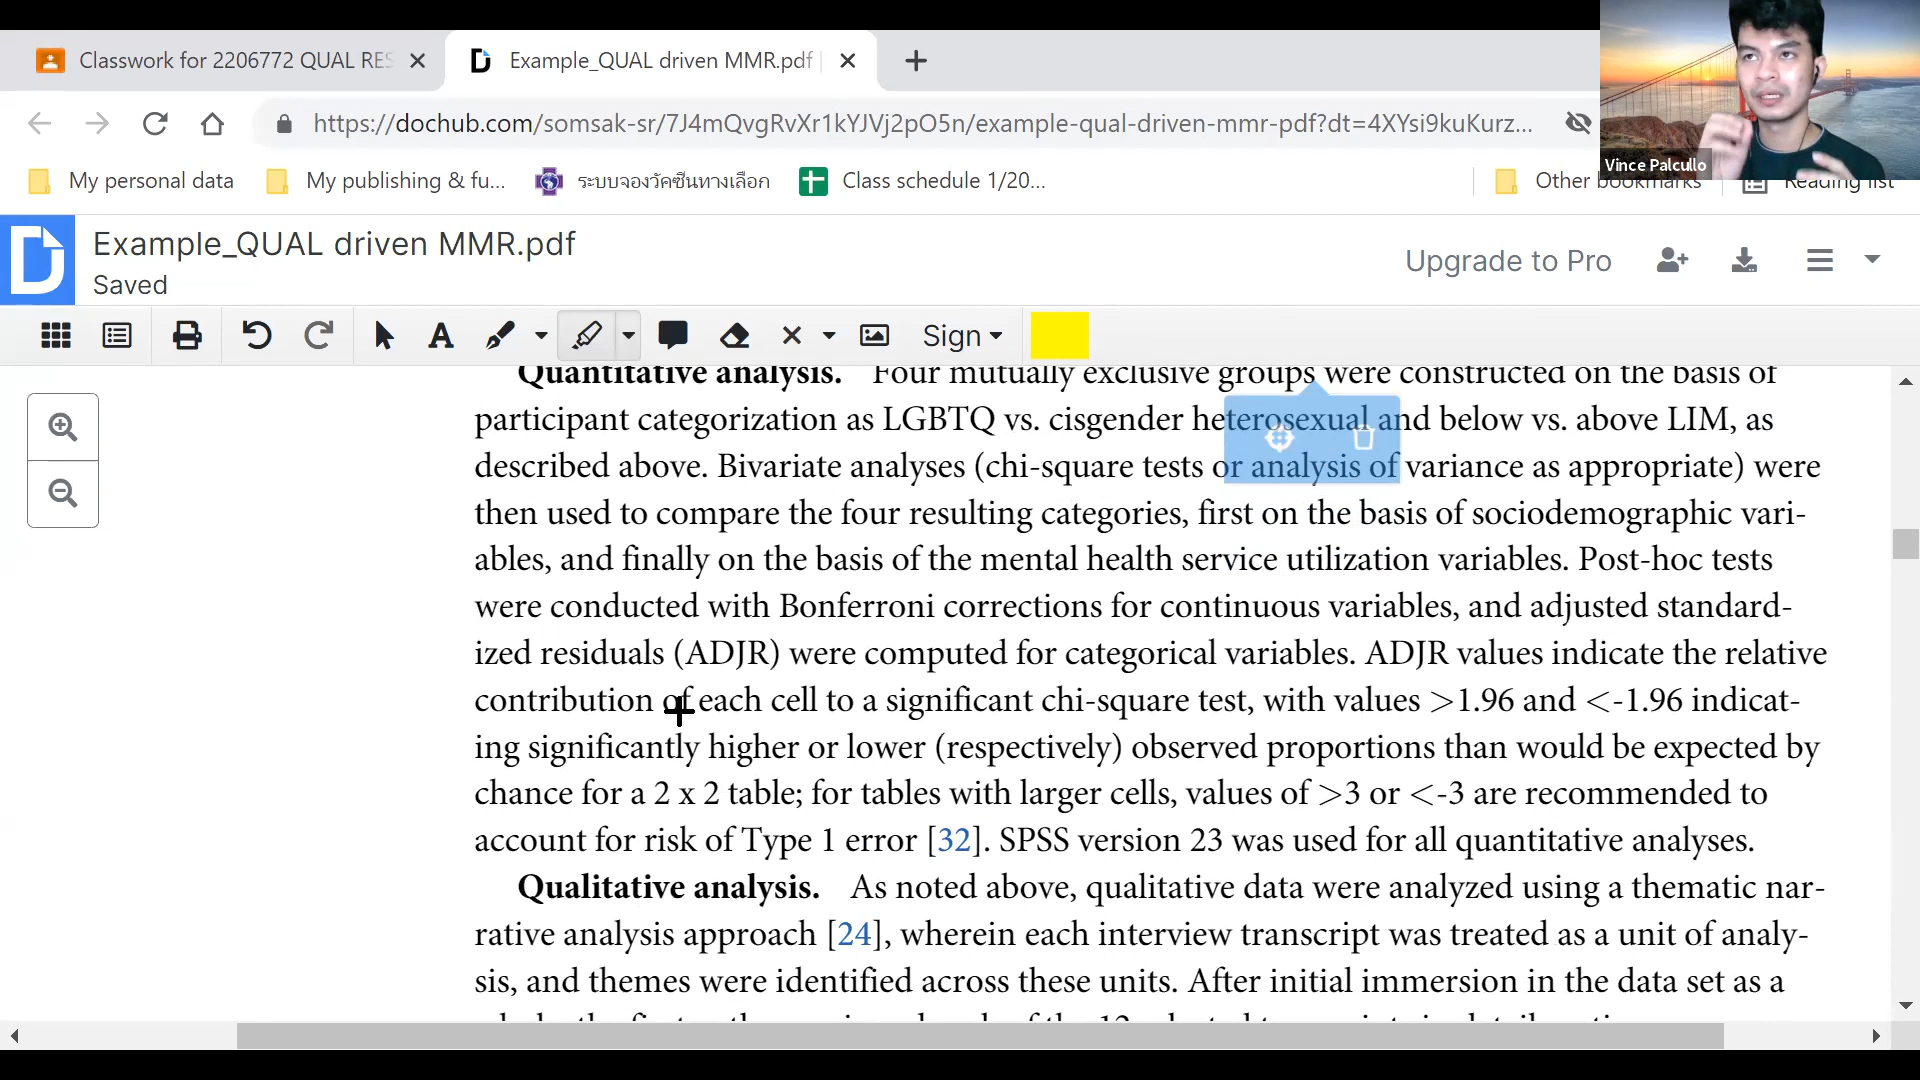 Classwork for 2206772 QUAL RES
Example_QUAL driven MMR.pdf
https://dochub.com/somsak-sr/7J4mQvgRvXr1kYJVj2pO5n/example-qual-driven-mmr-pdf?dt=4XYsi9kuKurz...
Vince Palcullo
My personal data
My publishing & fu...
ระบบจองวัคซีนทางเลือก
Class schedule 1/20...
Other bookmarks
Reading list
Example_QUAL driven MMR.pdf
Saved
Upgrade to Pro
A
Sign
Quantitative analysis. Four mutually exclusive groups were constructed on the basis of
participant categorization as LGBTQ vs. cisgender heterosexual and below vs. above LIM, as
described above. Bivariate analyses (chi-square tests or analysis of variance as appropriate) were
then used to compare the four resulting categories, first on the basis of sociodemographic vari-
ables, and finally on the basis of the mental health service utilization variables. Post-hoc tests
were conducted with Bonferroni corrections for continuous variables, and adjusted standard-
ized residuals (ADJR) were computed for categorical variables. ADJR values indicate the relative
contribution of each cell to a significant chi-square test, with values >1.96 and <-1.96 indicat-
ing significantly higher or lower (respectively) observed proportions than would be expected by
chance for a 2 x 2 table; for tables with larger cells, values of >3 or <-3 are recommended to
account for risk of Type 1 error [32]. SPSS version 23 was used for all quantitative analyses.
Qualitative analysis. As noted above, qualitative data were analyzed using a thematic nar-
rative analysis approach [24], wherein each interview transcript was treated as a unit of analy-
sis, and themes were identified across these units. After initial immersion in the data set as a